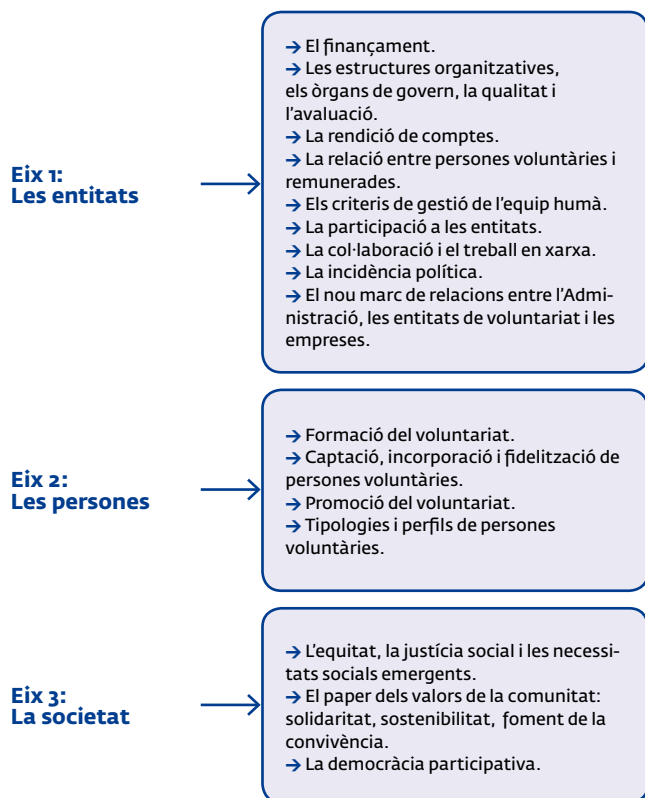 Eix 1:
Les entitats
→ El finançament.
→ Les estructures organitzatives,
els òrgans de govern, la qualitat i
l'avaluació.
→ La rendició de comptes.
→ La relació entre persones voluntàries i
remunerades.
→ Els criteris de gestió de l'equip humà.
→ La participació a les entitats.
→ La col·laboració i el treball en xarxa.
→ La incidència política.
→ El nou marc de relacions entre l'Admi-
nistració, les entitats de voluntariat i les
empreses.
Eix 2:
Les persones
→ Formació del voluntariat.
→ Captació, incorporació i fidelització de
persones voluntàries.
→ Promoció del voluntariat.
→ Tipologies i perfils de persones
voluntàries.
Eix 3:
La societat
→ L'equitat, la justícia social i les necessi-
tats socials emergents.
→ El paper dels valors de la comunitat:
solidaritat, sostenibilitat, foment de la
convivència.
→ La democràcia participativa.